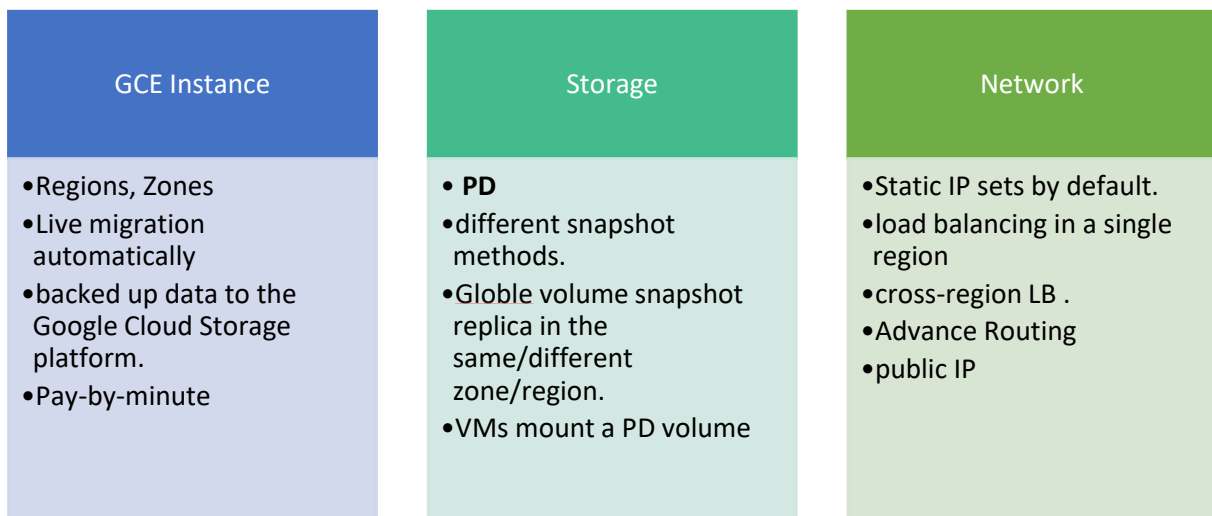 GCE Instance
•Regions, Zones
•Live migration
automatically
•backed up data to the
Google Cloud Storage
platform.
•Pay-by-minute
Storage
• PD
•different snapshot
methods.
•Globle volume snapshot
replica in the
same/different
zone/region.
•VMs mount a PD volume
Network
•Static IP sets by default.
•load balancing in a single
region
•cross-region LB .
•Advance Routing
•public IP